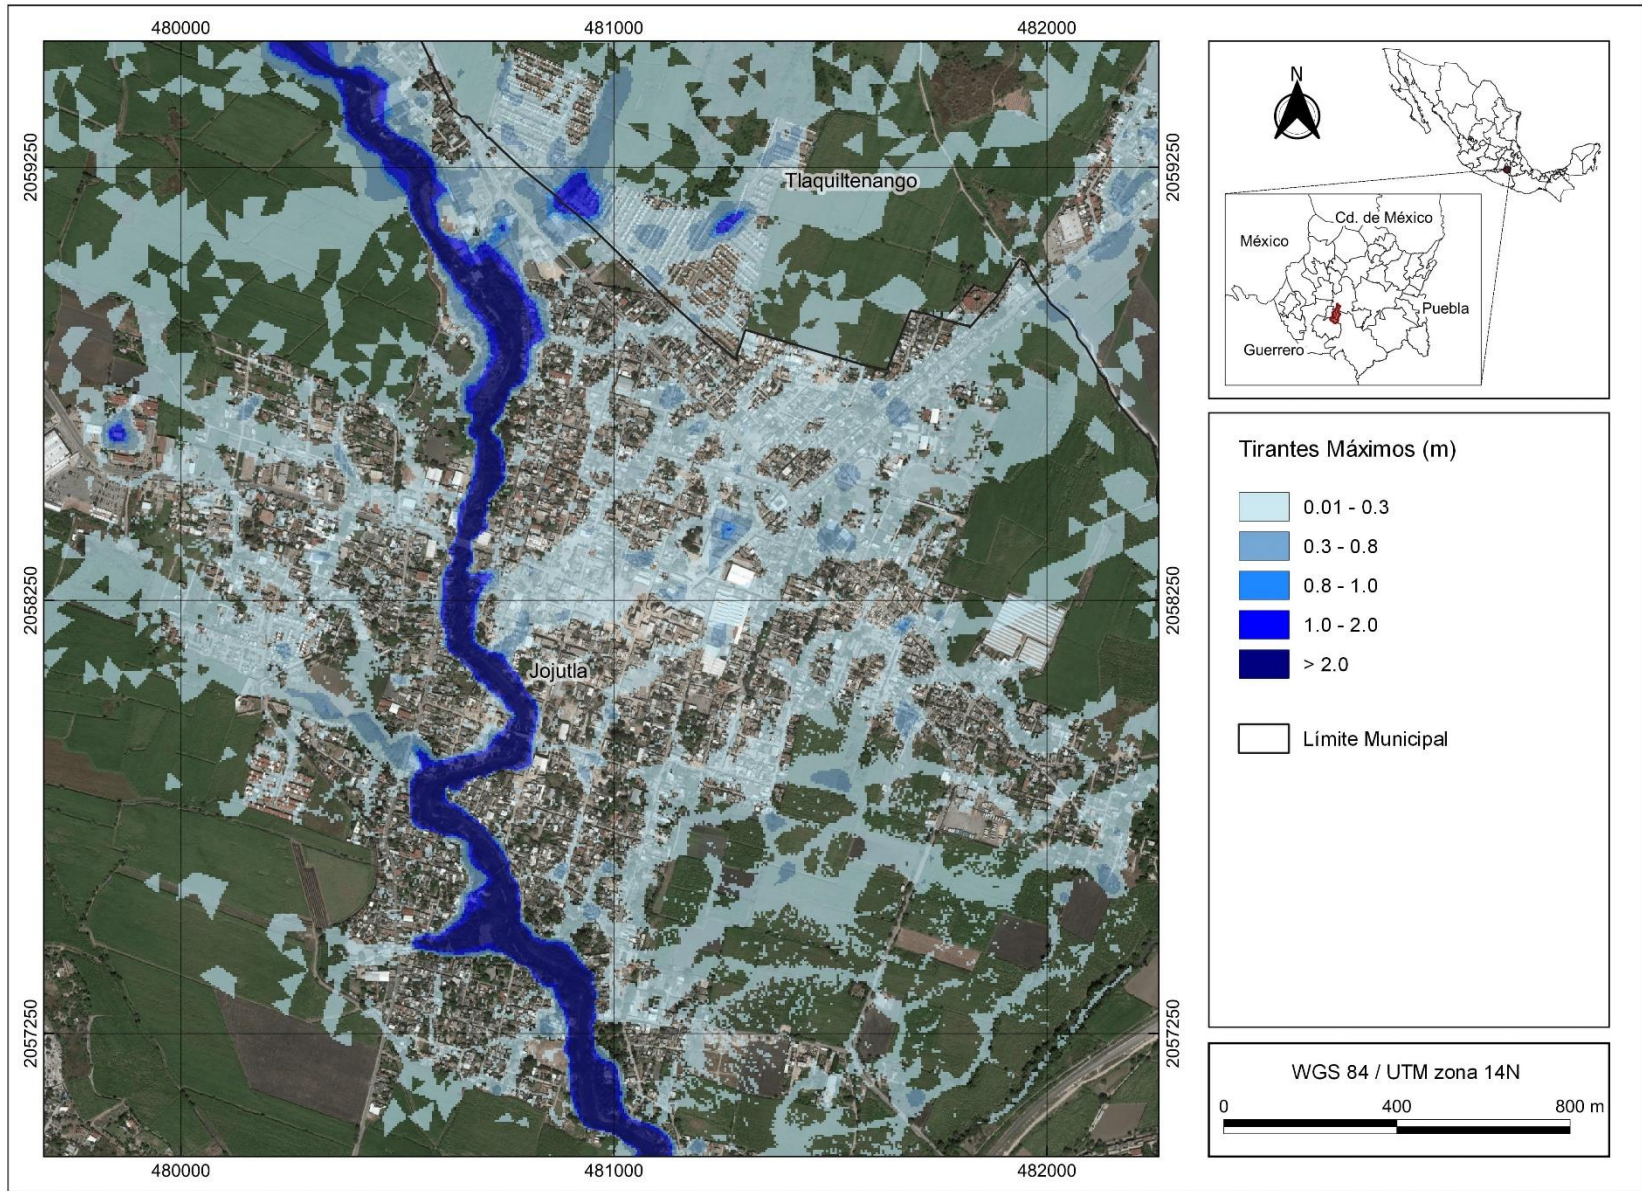 480000
481000
482000
2059250
2059250
N
Tlaquiltenango
Cd. de México
México
Puebla
Guerrero
Tirantes Máximos (m)
0.01 - 0.3
0.3 - 0.8
0.8 - 1.0
1.0 - 2.0
> 2.0
Límite Municipal
2058250
2058250
Jojutla
2057250
2057250
WGS 84 / UTM zona 14N
0 400 800 m
480000
481000
482000